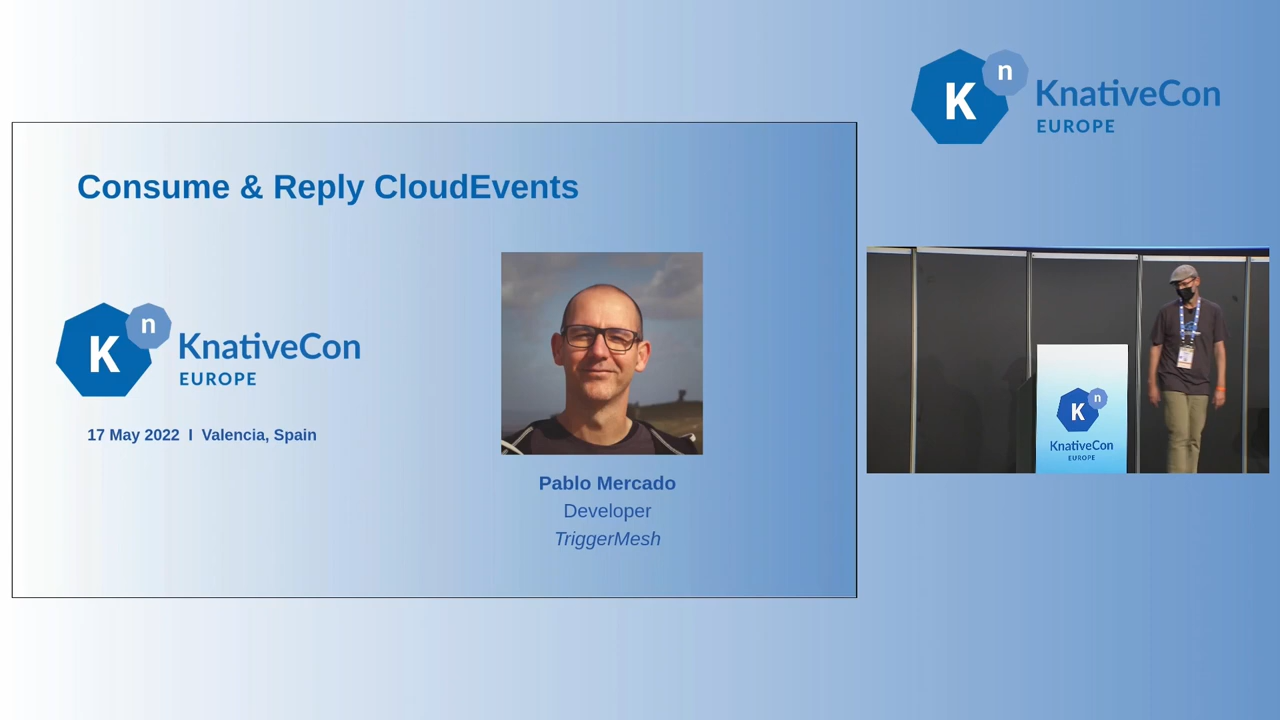 Consume & Reply CloudEvents
K
n
KnativeCon
EUROPE
17 May 2022 I Valencia, Spain
Pablo Mercado
Developer
TriggerMesh
K
n
KnativeCon
EUROPE
K
n
KnativeCon
EUROPE